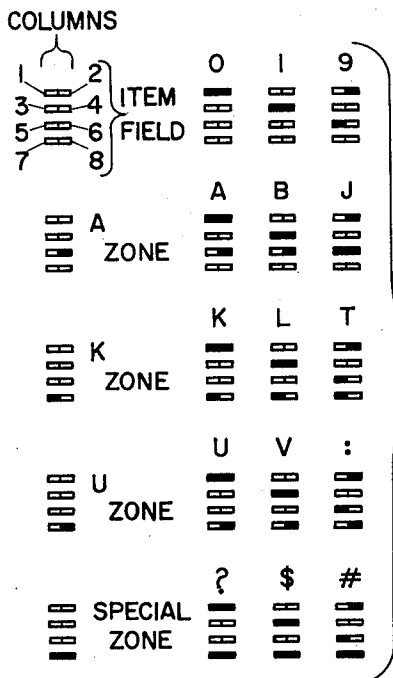 COLUMNS
0 1 9
1 2
3 4 ITEM
5 6 FIELD
7 8
A B J
A
ZONE
K L T
K
ZONE
U V :
U
ZONE
? $ #
SPECIAL
ZONE